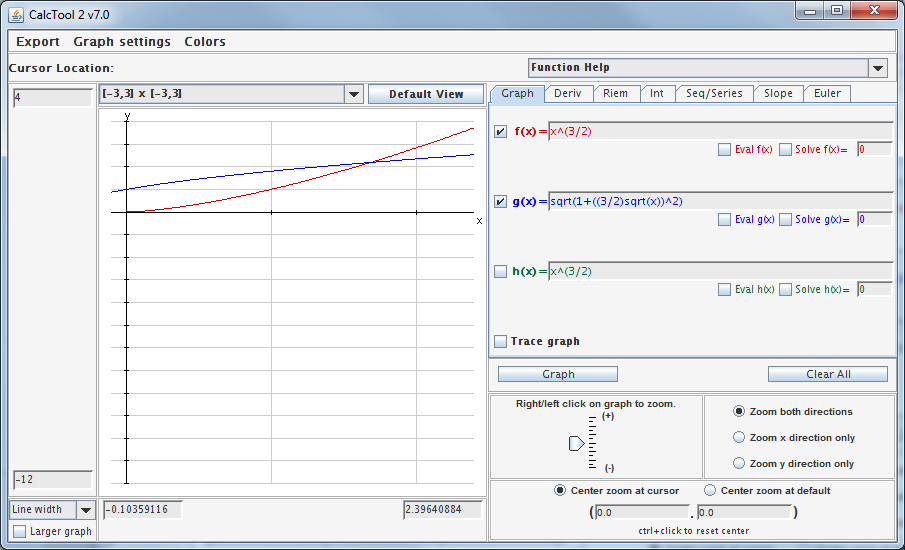 CalcTool 2 v7.0
Export Graph settings Colors
Cursor Location:
Function Help
4
[-3,3] x [-3,3]
Default View
Graph Deriv Riem Int Seq/Series Slope Euler
y
x
f(x)= x^(3/2)
Eval f(x) Solve f(x)= 0
g(x)= sqrt(1+((3/2)sqrt(x))^2)
Eval g(x) Solve g(x)= 0
h(x)= x^(3/2)
Eval h(x) Solve h(x)= 0
Trace graph
Graph Clear All
Right/left click on graph to zoom.
(+)
(-)
Zoom both directions
Zoom x direction only
Zoom y direction only
-12
Line width
-0.10359116
2.39640884
Larger graph
Center zoom at cursor Center zoom at default
( 0.0 . 0.0 )
ctrl+click to reset center